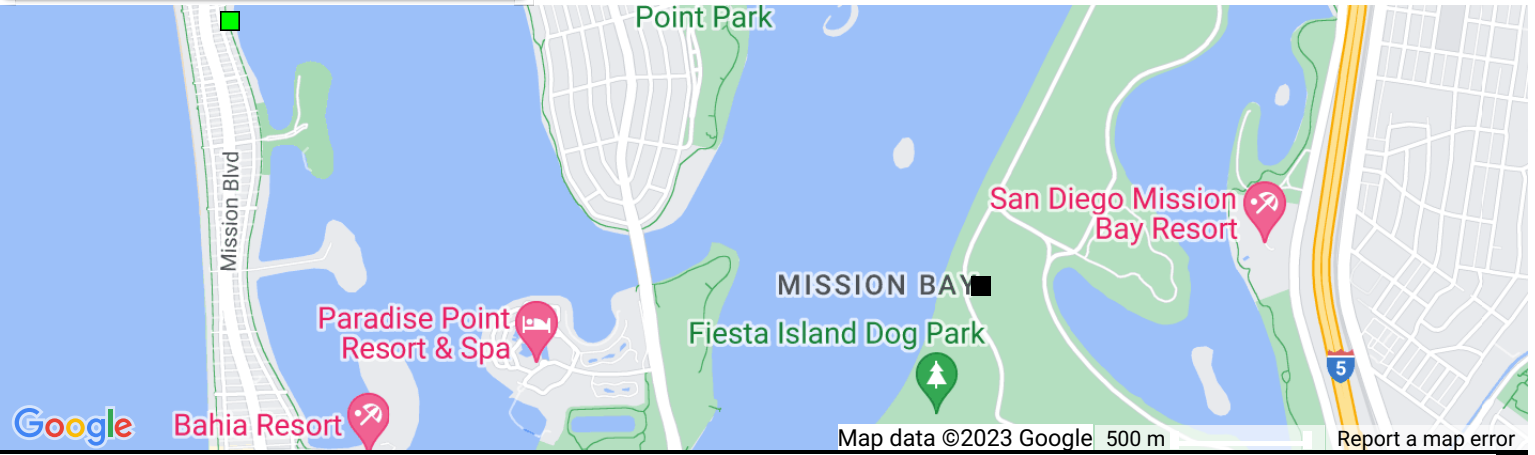 Point Park
Mission Blvd
San Diego Mission
Bay Resort
MISSION BAY
Paradise Point
Resort & Spa
Fiesta Island Dog Park
5
Bahia Resort
Google
Map data ©2023 Google
500 m
Report a map error